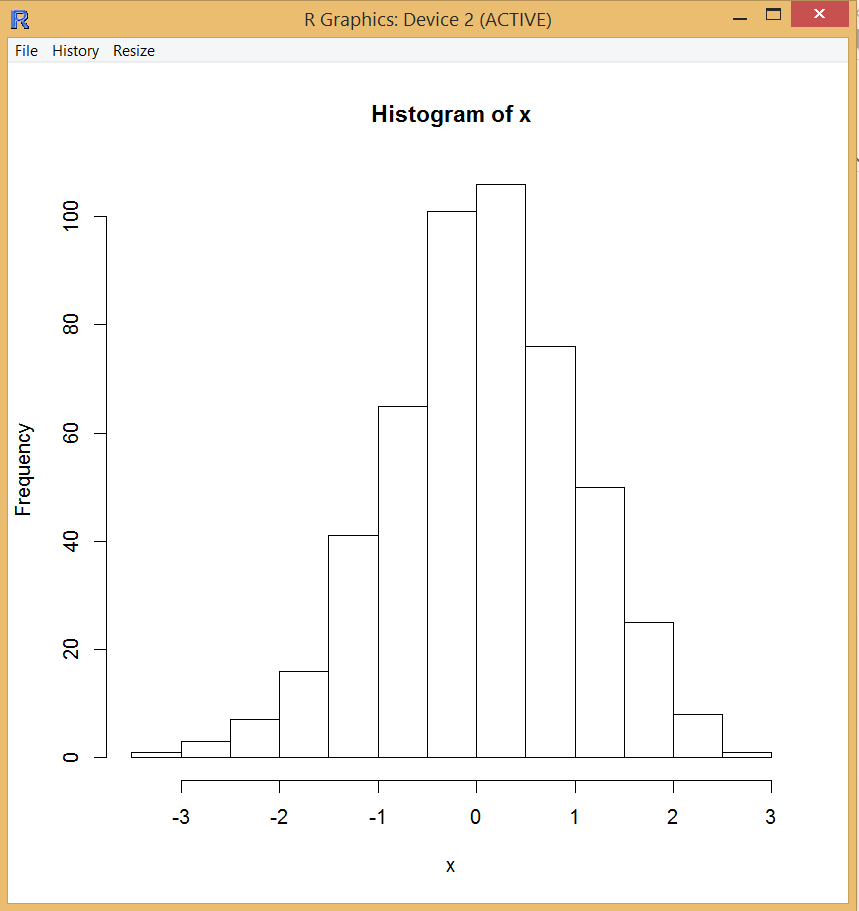 R R Graphics: Device 2 (ACTIVE)
File History Resize
Histogram of x
Frequency
100
80
60
40
20
0
-3 -2 -1 0 1 2 3
x